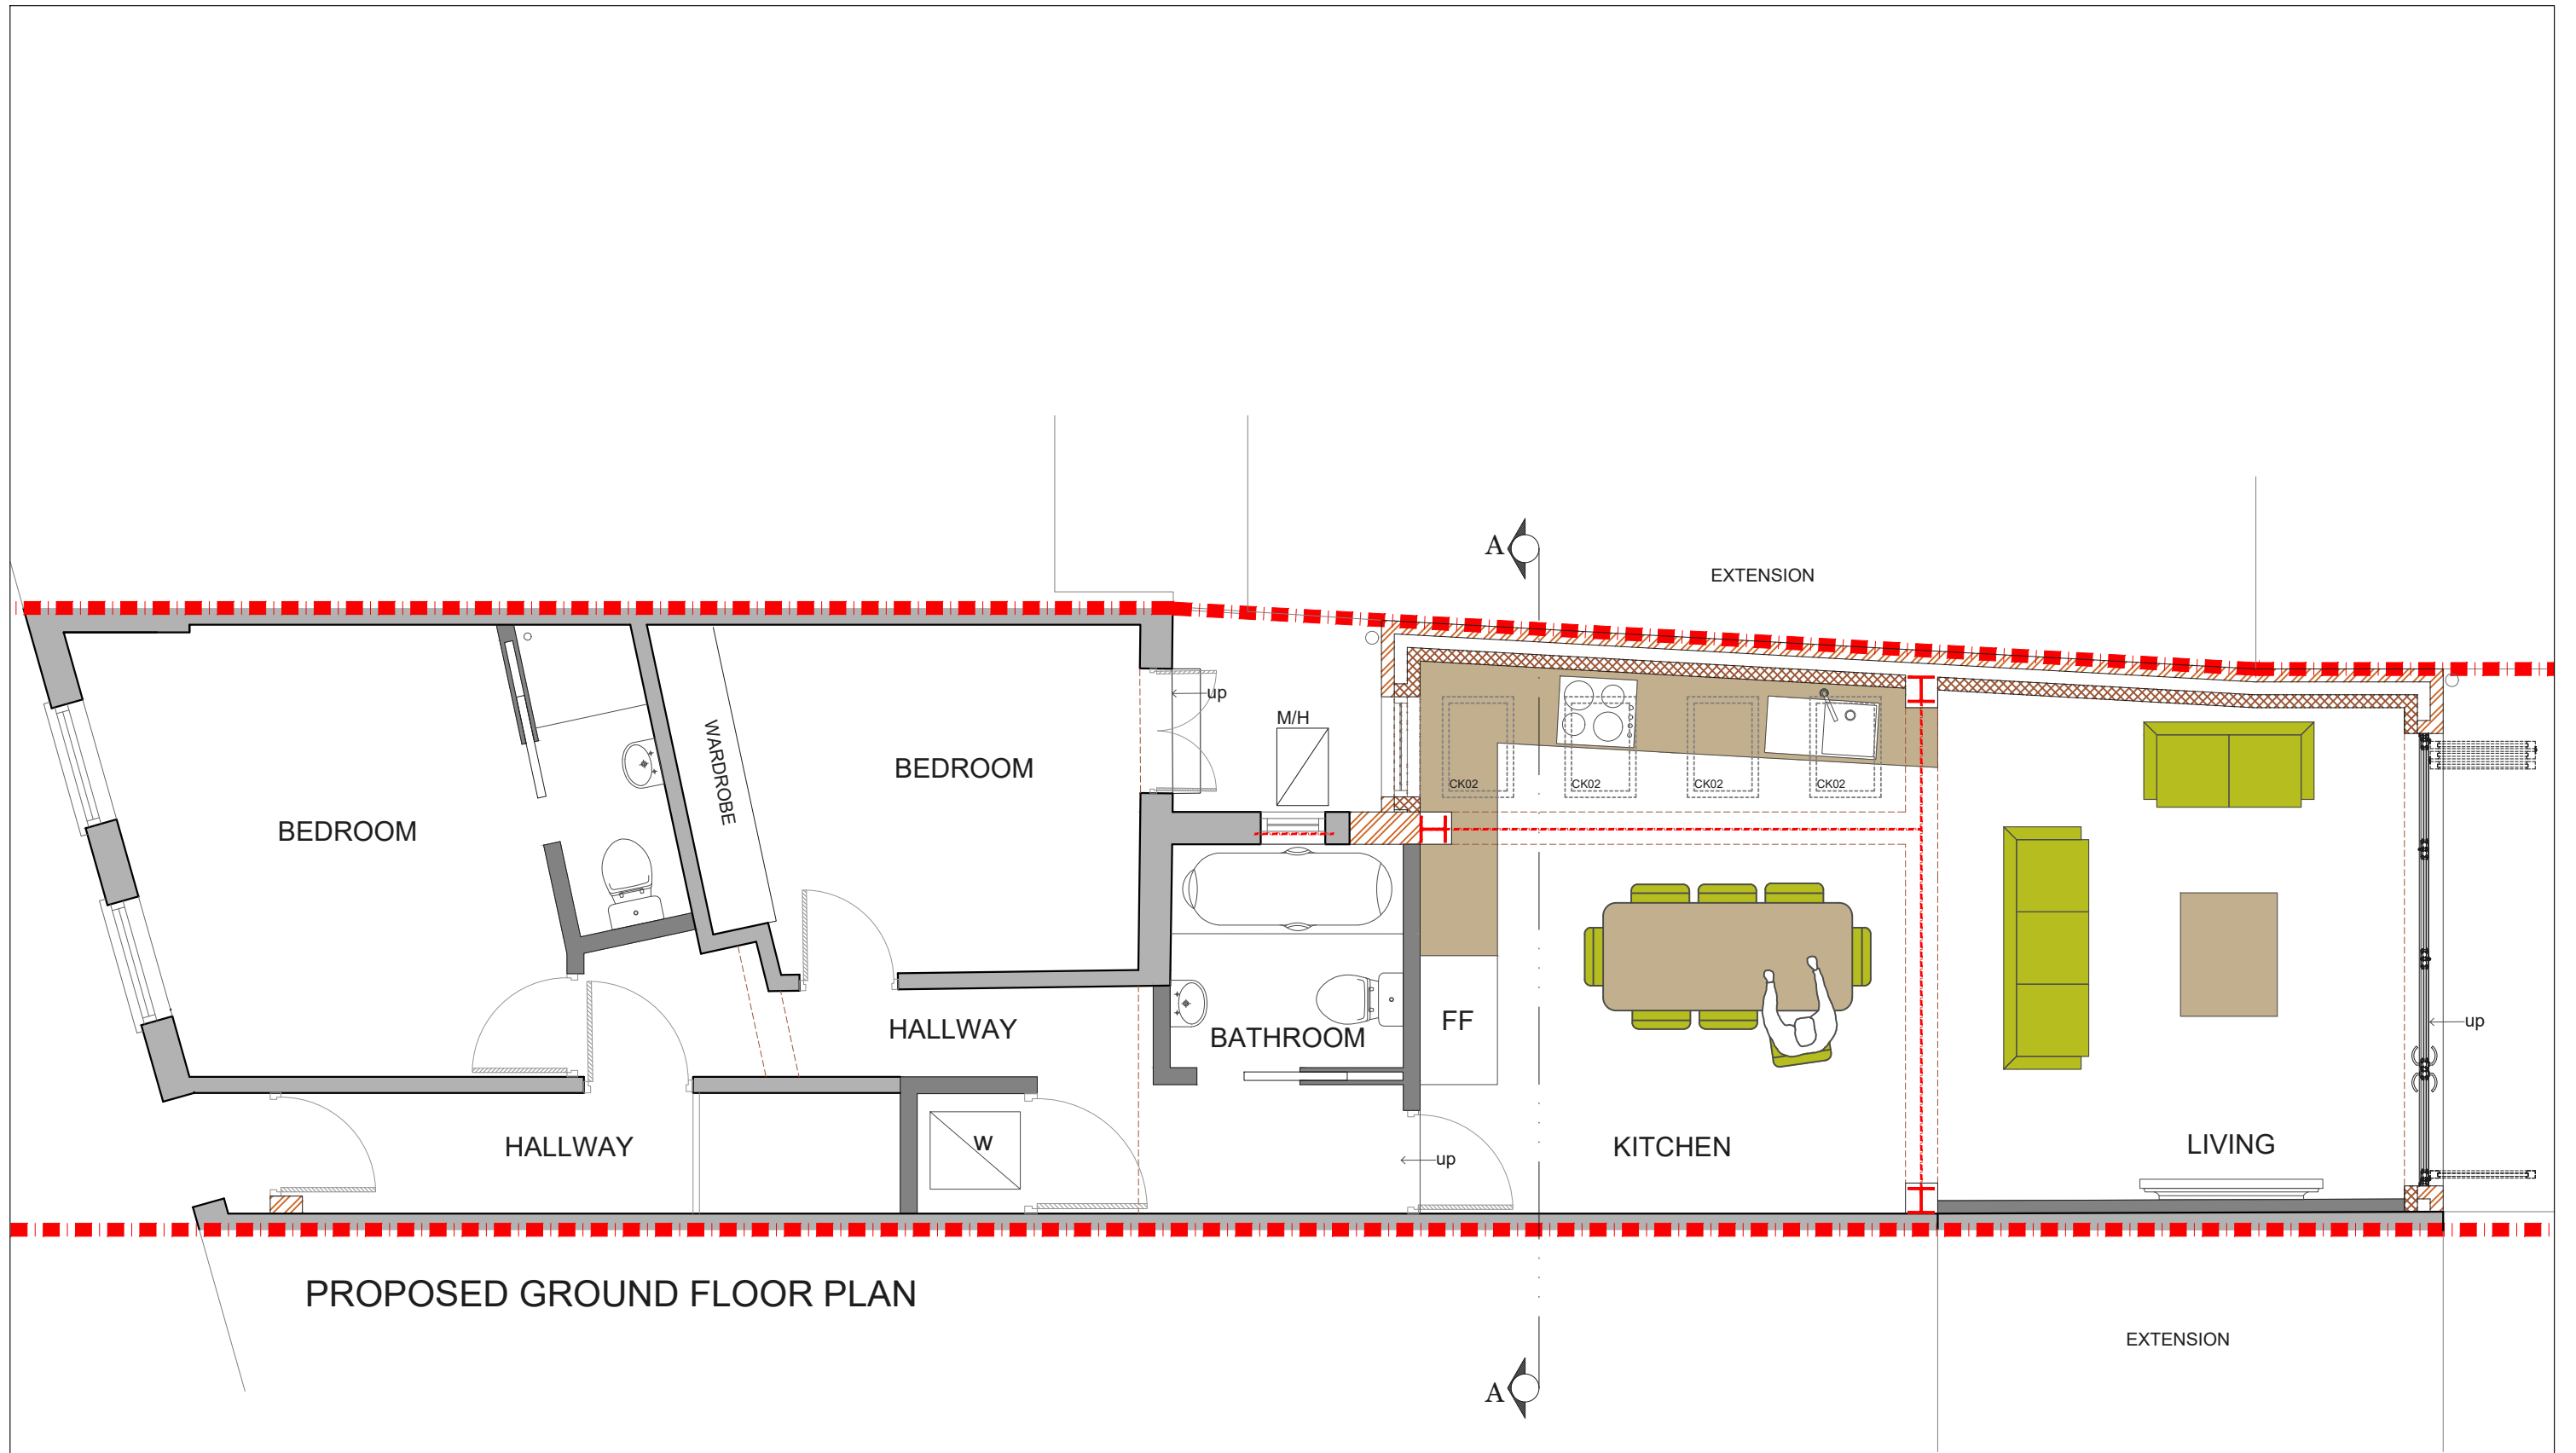 A
EXTENSION
up
M/H
WARDROBE
BEDROOM
CK02
CK02
CK02
CK02
BEDROOM
HALLWAY
BATHROOM
FF
up
HALLWAY
W
up
KITCHEN
LIVING
PROPOSED GROUND FLOOR PLAN
EXTENSION
A